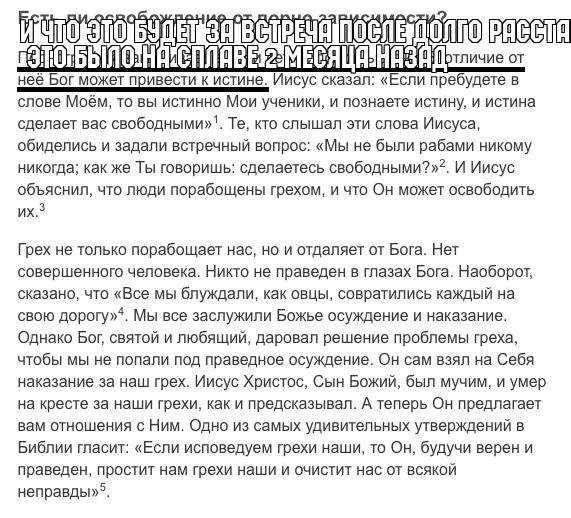 Есть ли освобождение от порно-зависимости?
И ЧТО ЭТО БУДЕТ ЗА ВСТРЕЧА ПОСЛЕ ДОЛГО РАССТА
ЭТО БЫЛО НА СПЛАВЕ 2 МЕСЯЦА НАЗАД
отличие от
неё Бог может привести к истине. Иисус сказал: «Если пребудете в
слове Моём, то вы истинно Мои ученики, и познаете истину, и истина
сделает вас свободными»¹. Те, кто слышал эти слова Иисуса,
обиделись и задали встречный вопрос: «Мы не были рабами никому
никогда; как же Ты говоришь: сделаетесь свободными?»². И Иисус
объяснил, что люди порабощены грехом, и что Он может освободить
их.³
Грех не только порабощает нас, но и отдаляет от Бога. Нет
совершенного человека. Никто не праведен в глазах Бога. Наоборот,
сказано, что «Все мы блуждали, как овцы, совратились каждый на
свою дорогу»⁴. Мы все заслужили Божье осуждение и наказание.
Однако Бог, святой и любящий, даровал решение проблемы греха,
чтобы мы не попали под праведное осуждение. Он сам взял на Себя
наказание за наш грех. Иисус Христос, Сын Божий, был мучим, и умер
на кресте за наши грехи, как и предсказывал. А теперь Он предлагает
вам отношения с Ним. Одно из самых удивительных утверждений в
Библии гласит: «Если исповедуем грехи наши, то Он, будучи верен и
праведен, простит нам грехи наши и очистит нас от всякой
неправды»⁵.